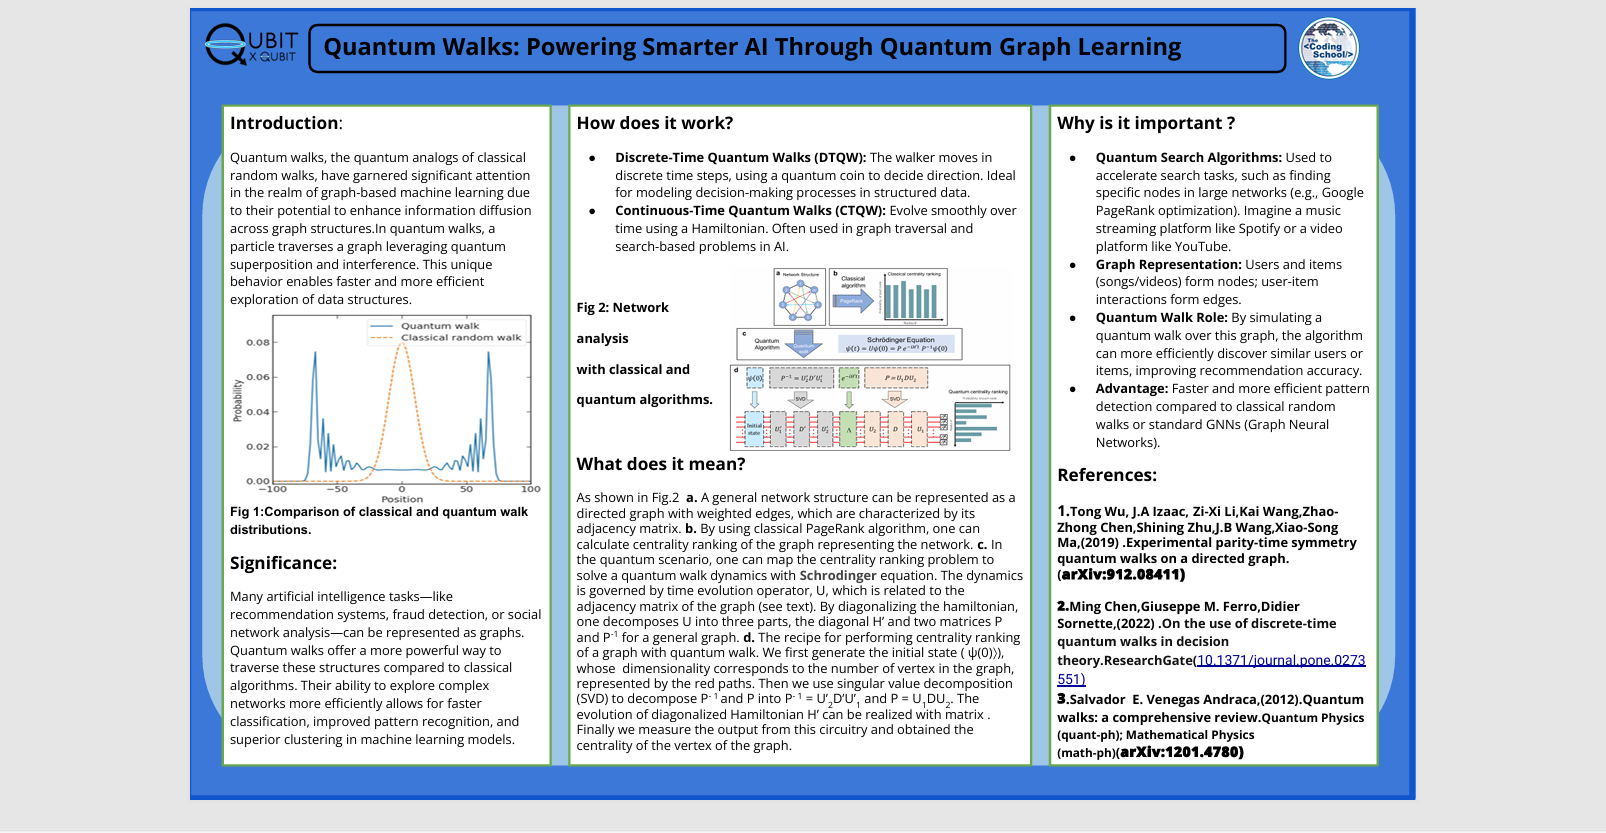 QUBIT
X QUBIT
Quantum Walks: Powering Smarter AI Through Quantum Graph Learning
The
<Coding
School/>
Introduction:
Quantum walks, the quantum analogs of classical
random walks, have garnered significant attention
in the realm of graph-based machine learning due
to their potential to enhance information diffusion
across graph structures.In quantum walks, a
particle traverses a graph leveraging quantum
superposition and interference. This unique
behavior enables faster and more efficient
exploration of data structures.
Quantum walk
Classical random walk
Probability
0.08
0.06
0.04
0.02
0.00
−100 −50 0 50 100
Position
Fig 1:Comparison of classical and quantum walk
distributions.
Significance:
Many artificial intelligence tasks—like
recommendation systems, fraud detection, or social
network analysis—can be represented as graphs.
Quantum walks offer a more powerful way to
traverse these structures compared to classical
algorithms. Their ability to explore complex
networks more efficiently allows for faster
classification, improved pattern recognition, and
superior clustering in machine learning models.
How does it work?
● Discrete-Time Quantum Walks (DTQW): The walker moves in
discrete time steps, using a quantum coin to decide direction. Ideal
for modeling decision-making processes in structured data.
● Continuous-Time Quantum Walks (CTQW): Evolve smoothly over
time using a Hamiltonian. Often used in graph traversal and
search-based problems in AI.
Fig 2: Network
analysis
with classical and
quantum algorithms.
a Network Structure
b Classical
algorithm
PageRank
Classical centrality ranking
c Quantum
Algorithm
Quantum
Schrödinger Equation
d
SVD
SVD
Initial
state
Quantum centrality ranking
What does it mean?
As shown in Fig.2 a. A general network structure can be represented as a
directed graph with weighted edges, which are characterized by its
adjacency matrix. b. By using classical PageRank algorithm, one can
calculate centrality ranking of the graph representing the network. c. In
the quantum scenario, one can map the centrality ranking problem to
solve a quantum walk dynamics with Schrodinger equation. The dynamics
is governed by time evolution operator, U, which is related to the
adjacency matrix of the graph (see text). By diagonalizing the hamiltonian,
one decomposes U into three parts, the diagonal H’ and two matrices P
and P⁻¹ for a general graph. d. The recipe for performing centrality ranking
of a graph with quantum walk. We first generate the initial state ( ψ(0)⟩),
whose dimensionality corresponds to the number of vertex in the graph,
represented by the red paths. Then we use singular value decomposition
(SVD) to decompose P⁻¹ and P into P⁻¹ = U’₂D’U’₁ and P = U₁DU₂. The
evolution of diagonalized Hamiltonian H’ can be realized with matrix .
Finally we measure the output from this circuitry and obtained the
centrality of the vertex of the graph.
Why is it important ?
● Quantum Search Algorithms: Used to
accelerate search tasks, such as finding
specific nodes in large networks (e.g., Google
PageRank optimization). Imagine a music
streaming platform like Spotify or a video
platform like YouTube.
● Graph Representation: Users and items
(songs/videos) form nodes; user-item
interactions form edges.
● Quantum Walk Role: By simulating a
quantum walk over this graph, the algorithm
can more efficiently discover similar users or
items, improving recommendation accuracy.
● Advantage: Faster and more efficient pattern
detection compared to classical random
walks or standard GNNs (Graph Neural
Networks).
References:
1.Tong Wu, J.A Izaac, Zi-Xi Li,Kai Wang,Zhao-
Zhong Chen,Shining Zhu,J.B Wang,Xiao-Song
Ma,(2019) .Experimental parity-time symmetry
quantum walks on a directed graph.
(arXiv:912.08411)
2.Ming Chen,Giuseppe M. Ferro,Didier
Sornette,(2022) .On the use of discrete-time
quantum walks in decision
theory.ResearchGate(10.1371/journal.pone.0273
551)
3.Salvador E. Venegas Andraca,(2012).Quantum
walks: a comprehensive review.Quantum Physics
(quant-ph); Mathematical Physics
(math-ph)(arXiv:1201.4780)